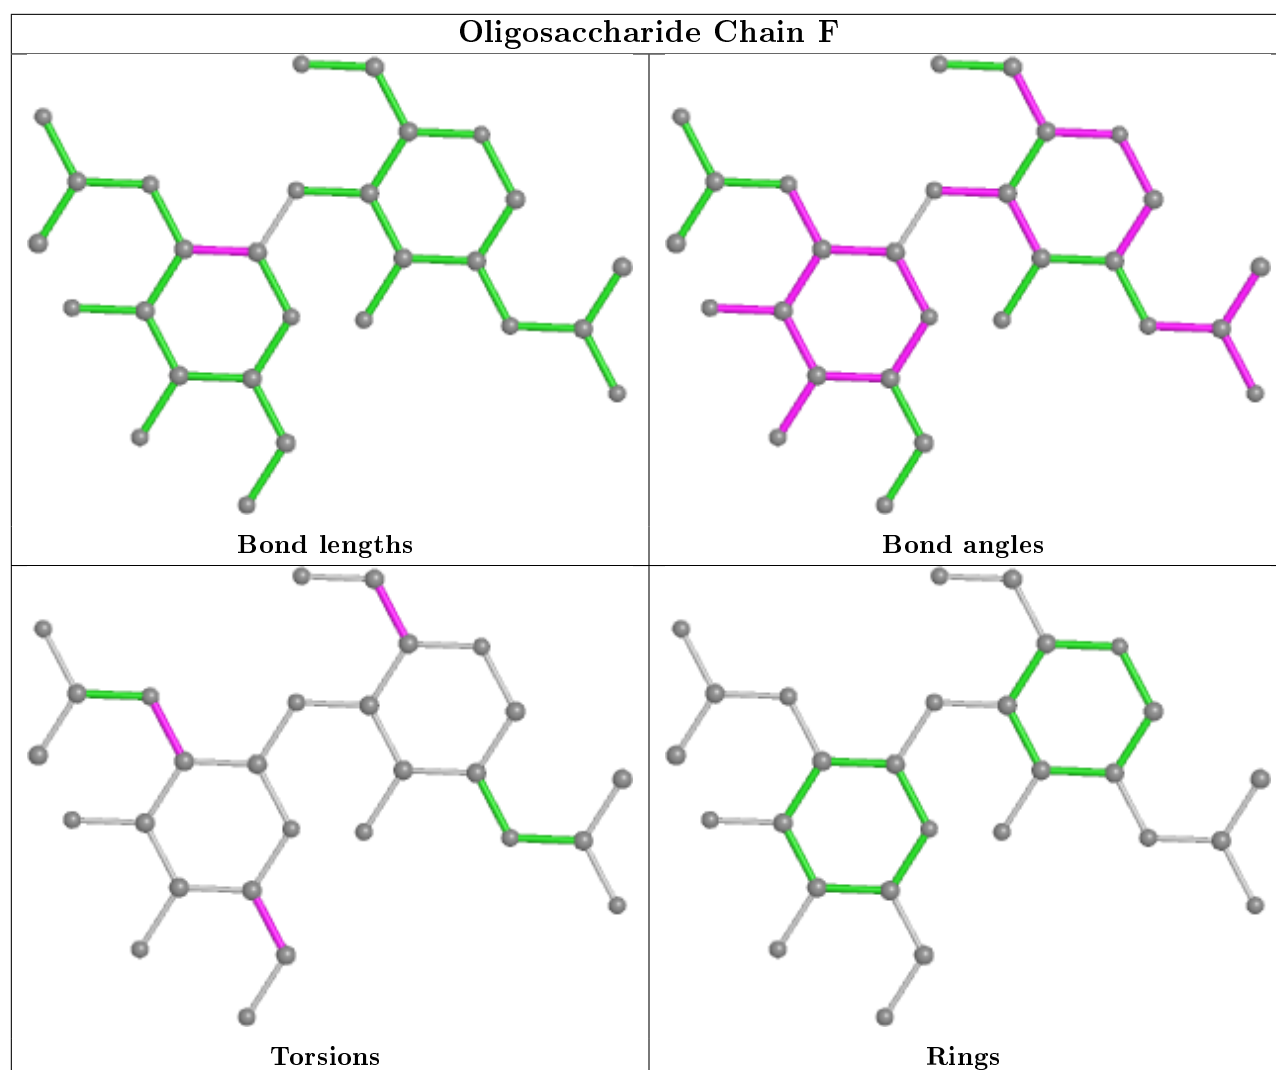 Oligosaccharide Chain F
Bond lengths
Bond angles
Torsions
Rings